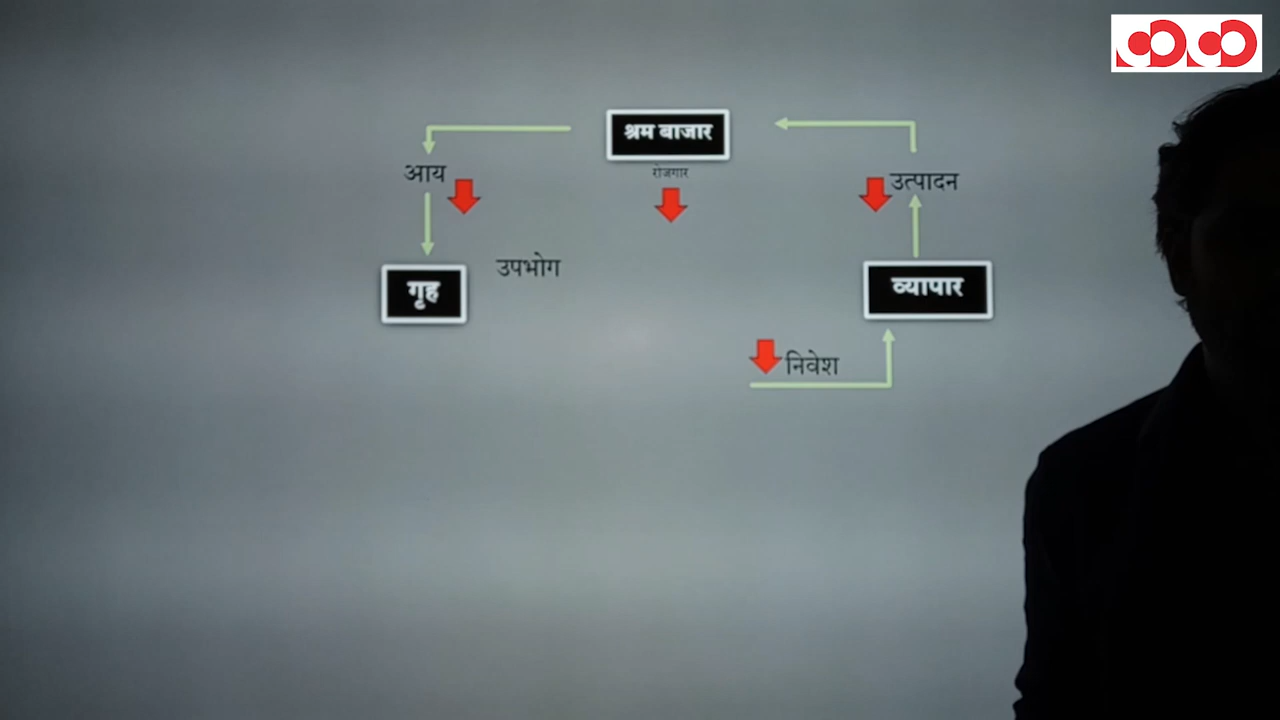 श्रम बाजार
रोजगार
आय
उत्पादन
गृह
उपभोग
व्यापार
निवेश